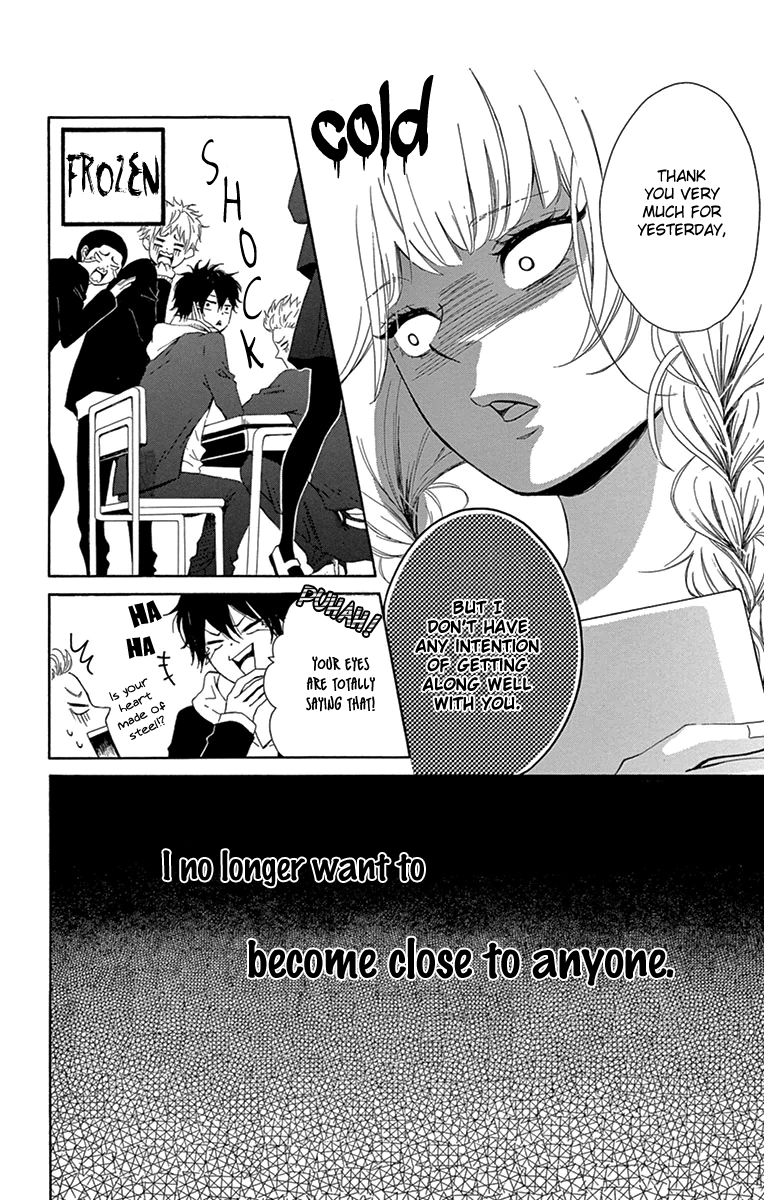 cold
THANK
YOU VERY
MUCH FOR
YESTERDAY,
BUT I
DON'T HAVE
ANY INTENTION
OF GETTING
ALONG WELL
WITH YOU.
FROZEN
SHOCK
PUHAH!
YOUR EYES
ARE TOTALLY
SAYING THAT!
HA
HA
Is your
heart
made of
steel!?
I no longer want to
become close to anyone.